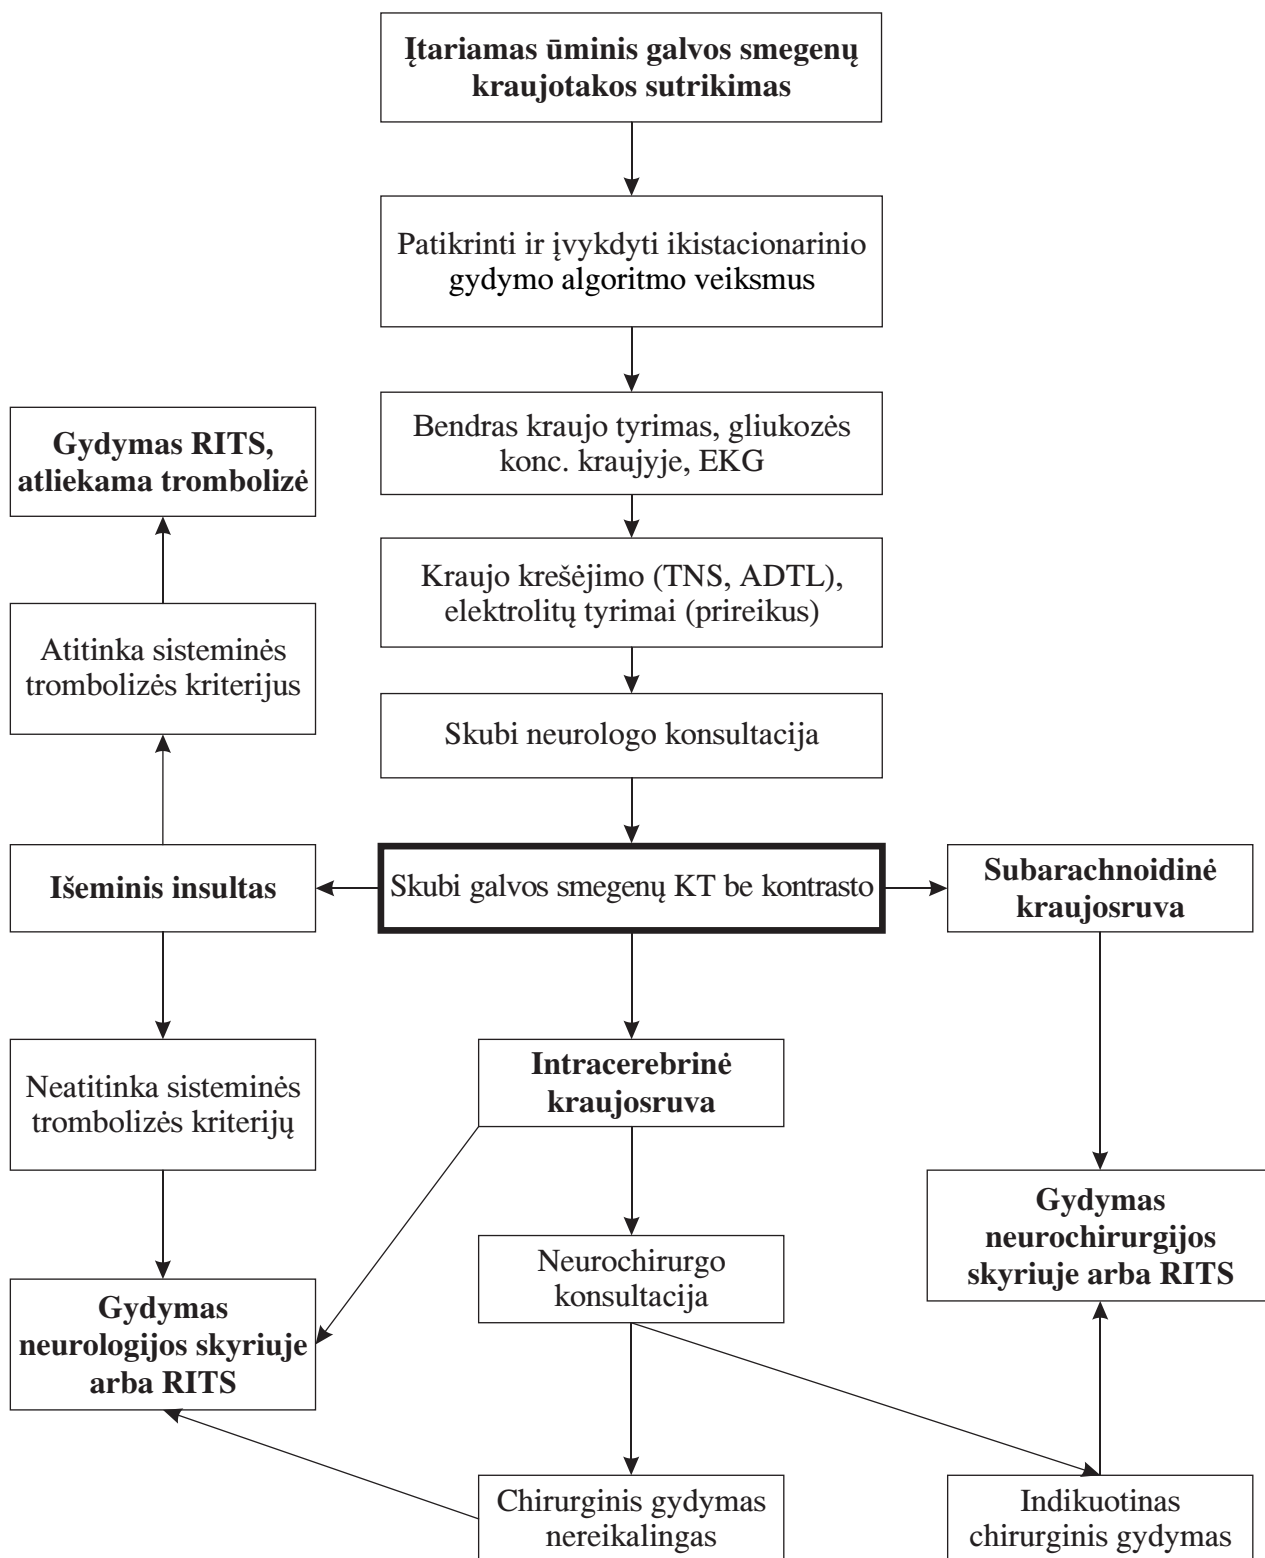 Įtariamas ūminis galvos smegenų
kraujotakos sutrikimas
Patikrinti ir įvykdyti ikistacionarinio
gydymo algoritmo veiksmus
Bendras kraujo tyrimas, gliukozės
konc. kraujyje, EKG
Gydymas RITS,
atliekama trombolizė
Kraujo krešėjimo (TNS, ADTL),
elektrolitų tyrimai (prireikus)
Atitinka sisteminės
trombolizės kriterijus
Skubi neurologo konsultacija
Išeminis insultas
Skubi galvos smegenų KT be kontrasto
Subarachnoidinė
kraujosruva
Neatitinka sisteminės
trombolizės kriterijų
Intracerebrinė
kraujosruva
Gydymas
neurochirurgijos
skyriuje arba RITS
Neurochirurgo
konsultacija
Gydymas
neurologijos skyriuje
arba RITS
Chirurginis gydymas
nereikalingas
Indikuotinas
chirurginis gydymas